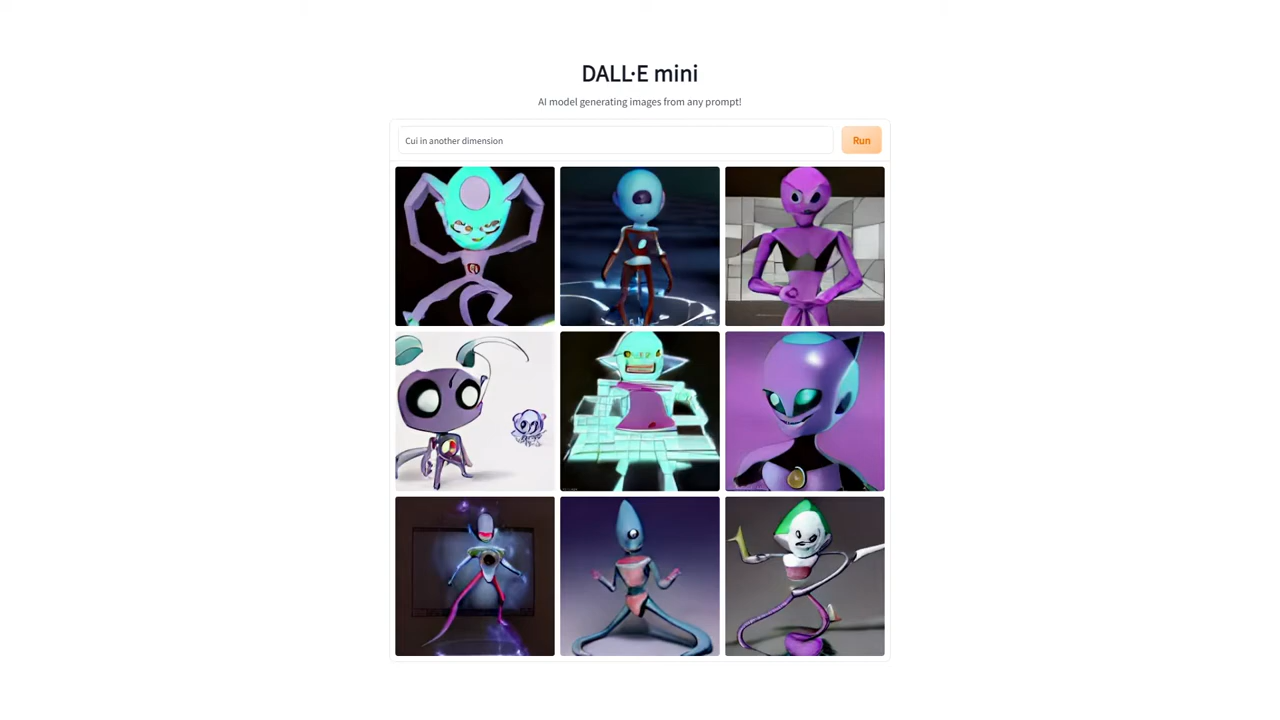 DALL·E mini
AI model generating images from any prompt!
Cui in another dimension
Run